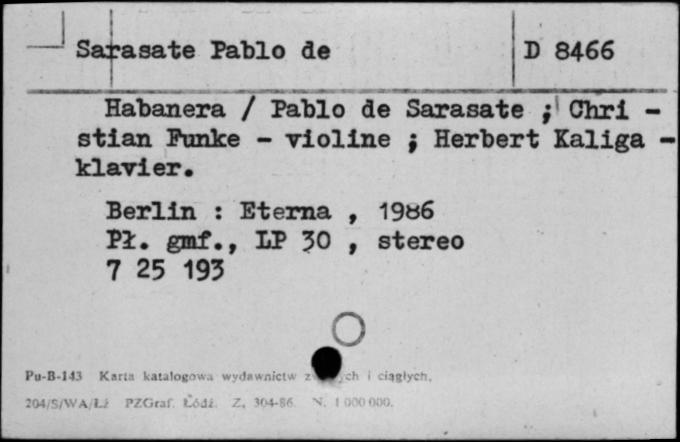 Sarasate Pablo de D 8466
Habanera / Pablo de Sarasate ; Chri -
stian Funke - violine ; Herbert Kaliga -
klavier.
Berlin : Eterna , 1986
Pł. gmf., LP 30 , stereo
7 25 193
Pu-B-143 Karta katalogowa wydawnictw i ciągłych,
204/S/WA/Łż PZGraf. Łódź. Z. 304-86 N. 1 000 000.